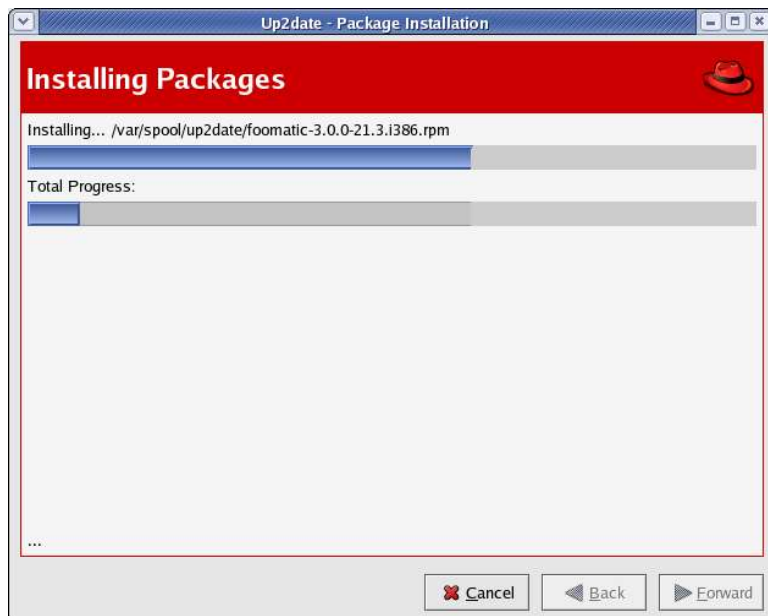 Up2date - Package Installation
Installing Packages
Installing... /var/spool/up2date/foomatic-3.0.0-21.3.i386.rpm
Total Progress:
...
Cancel
Back
Forward